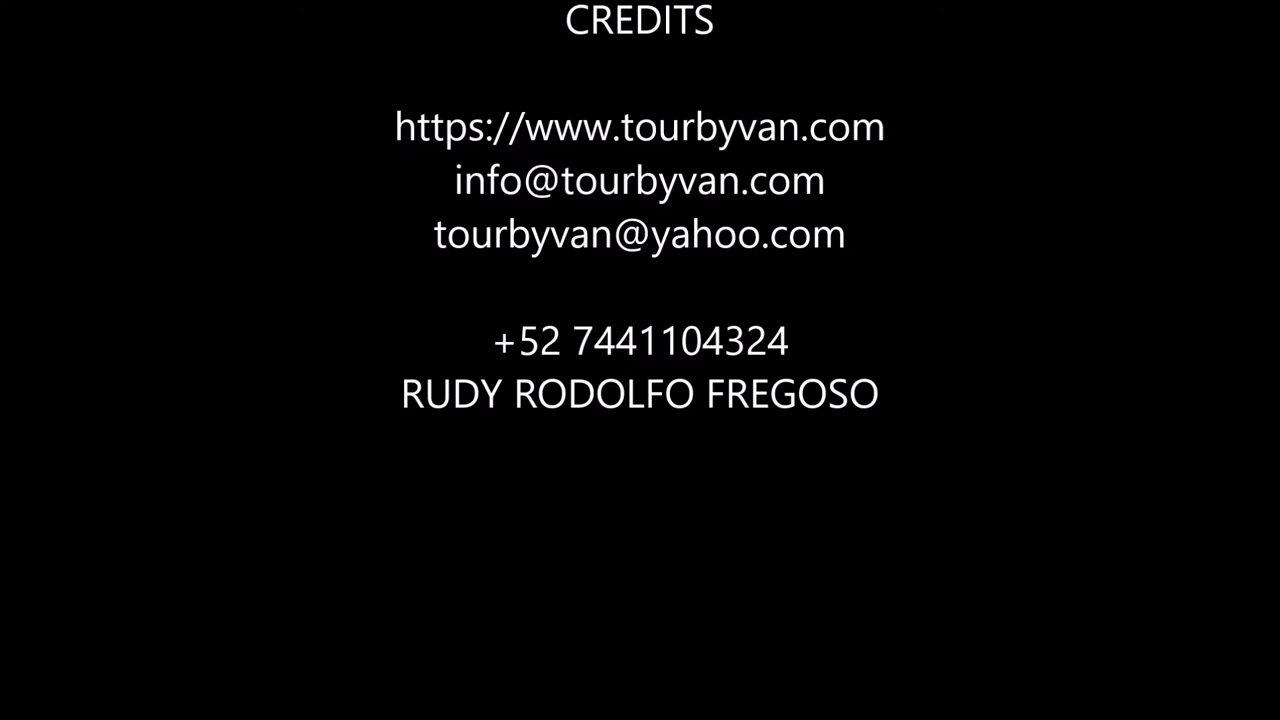 CREDITS
https://www.tourbyvan.com
info@tourbyvan.com
tourbyvan@yahoo.com
+52 7441104324
RUDY RODOLFO FREGOSO